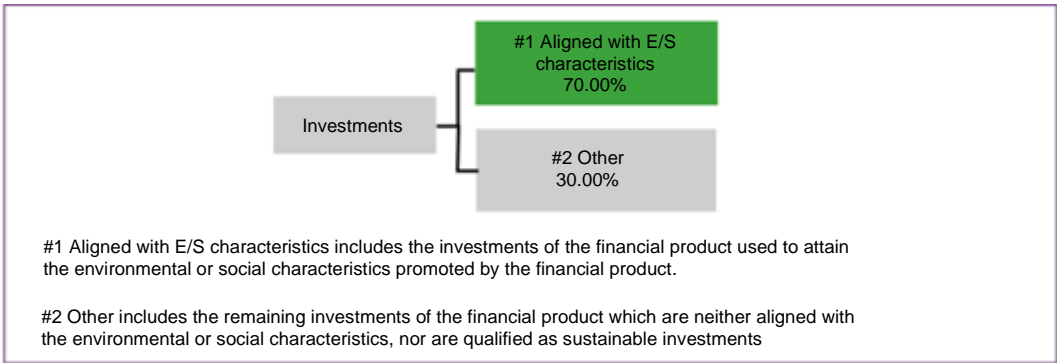 #1 Aligned with E/S
characteristics
70.00%
Investments
#2 Other
30.00%
#1 Aligned with E/S characteristics includes the investments of the financial product used to attain
the environmental or social characteristics promoted by the financial product.
#2 Other includes the remaining investments of the financial product which are neither aligned with
the environmental or social characteristics, nor are qualified as sustainable investments